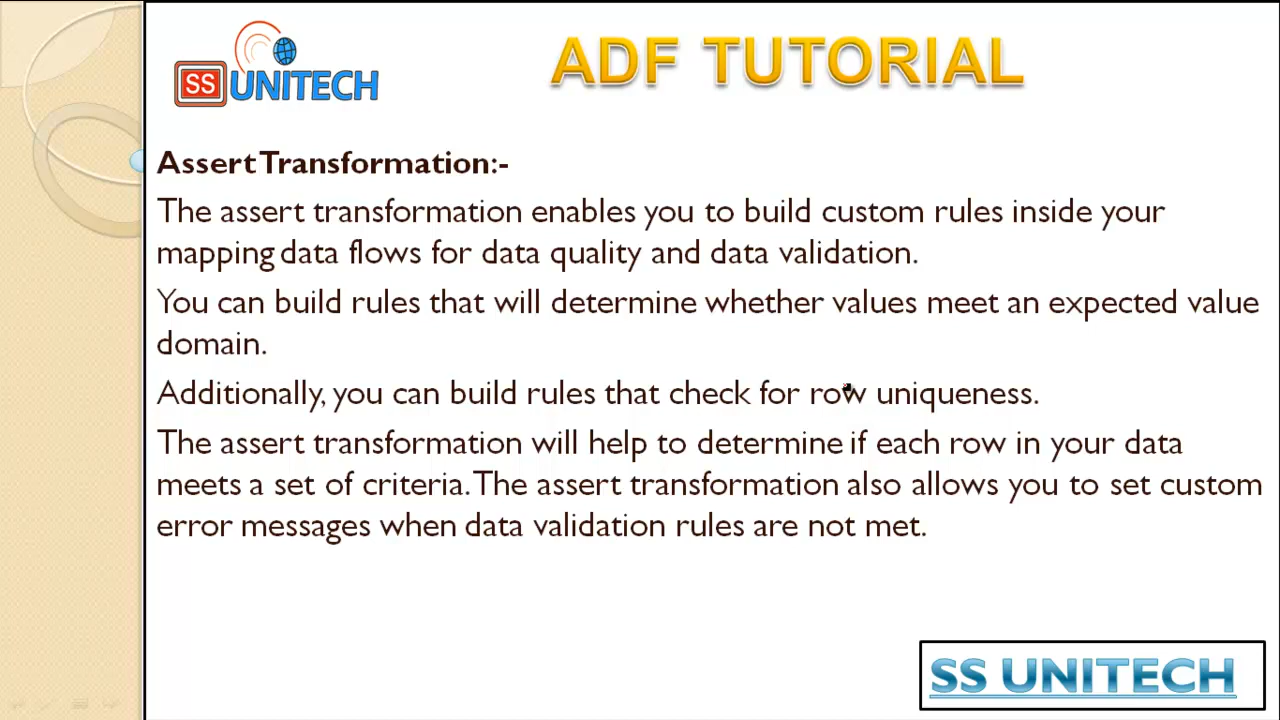 SS UNITECH
ADF TUTORIAL
Assert Transformation:-
The assert transformation enables you to build custom rules inside your
mapping data flows for data quality and data validation.
You can build rules that will determine whether values meet an expected value
domain.
Additionally, you can build rules that check for row uniqueness.
The assert transformation will help to determine if each row in your data
meets a set of criteria. The assert transformation also allows you to set custom
error messages when data validation rules are not met.
SS UNITECH